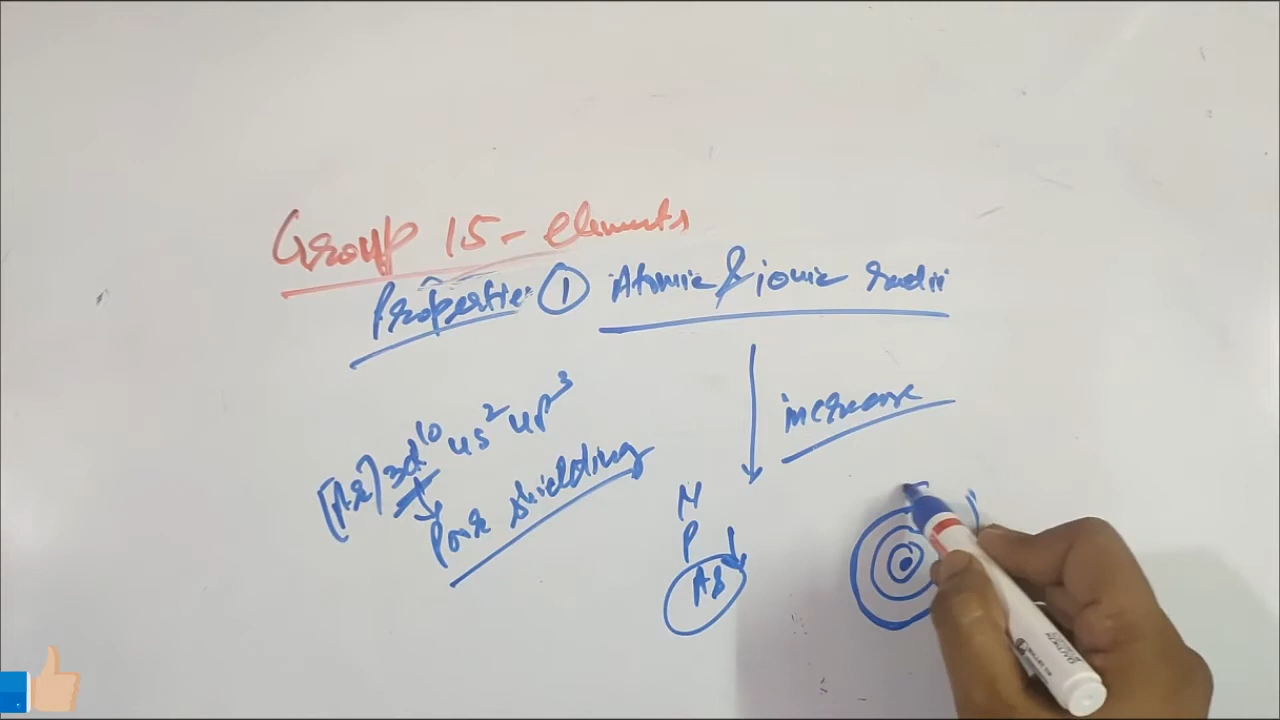 Group 15 - elements
Properties ① Atomic & ionic radii
increase
[Ar] 3d¹⁰ 4s² 4p³
Poor shielding
N
P
As